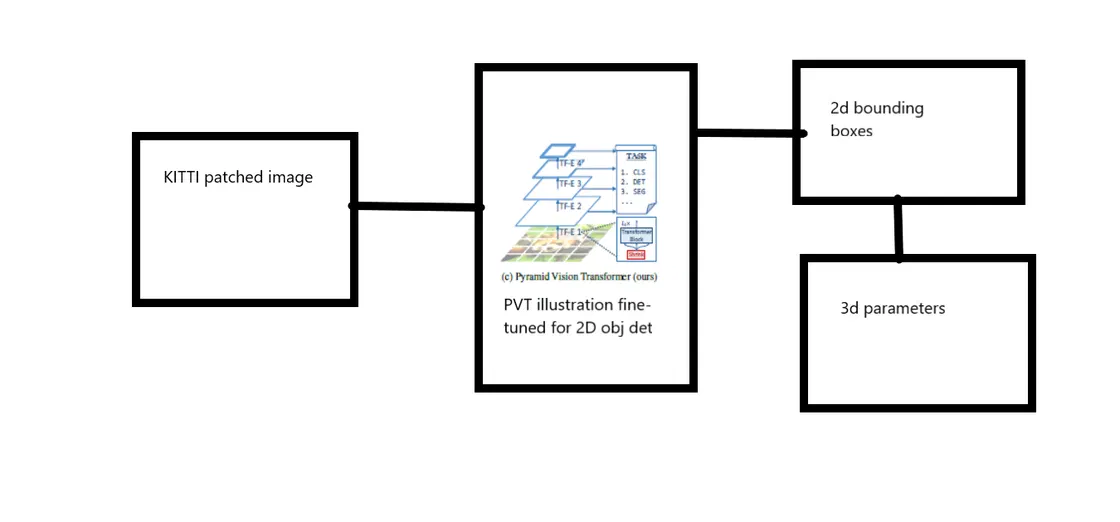 KITTI patched image
TF-E 4
TF-E 3
TF-E 2
TF-E 1
TASK
1. CLS
2. DET
3. SEG
...
Transformer
Block
Shrink
(c) Pyramid Vision Transformer (ours)
PVT illustration fine-
tuned for 2D obj det
2d bounding
boxes
3d parameters